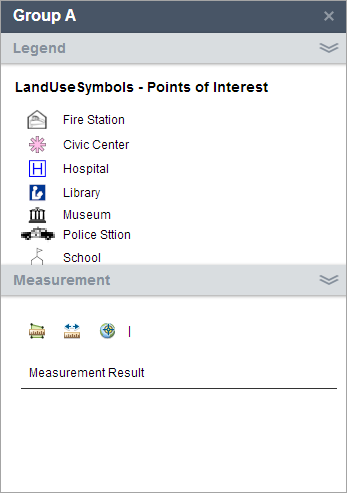 Group A
Legend
LandUseSymbols - Points of Interest
Fire Station
Civic Center
H Hospital
Library
Museum
Police Sttion
School
Measurement
Measurement Result